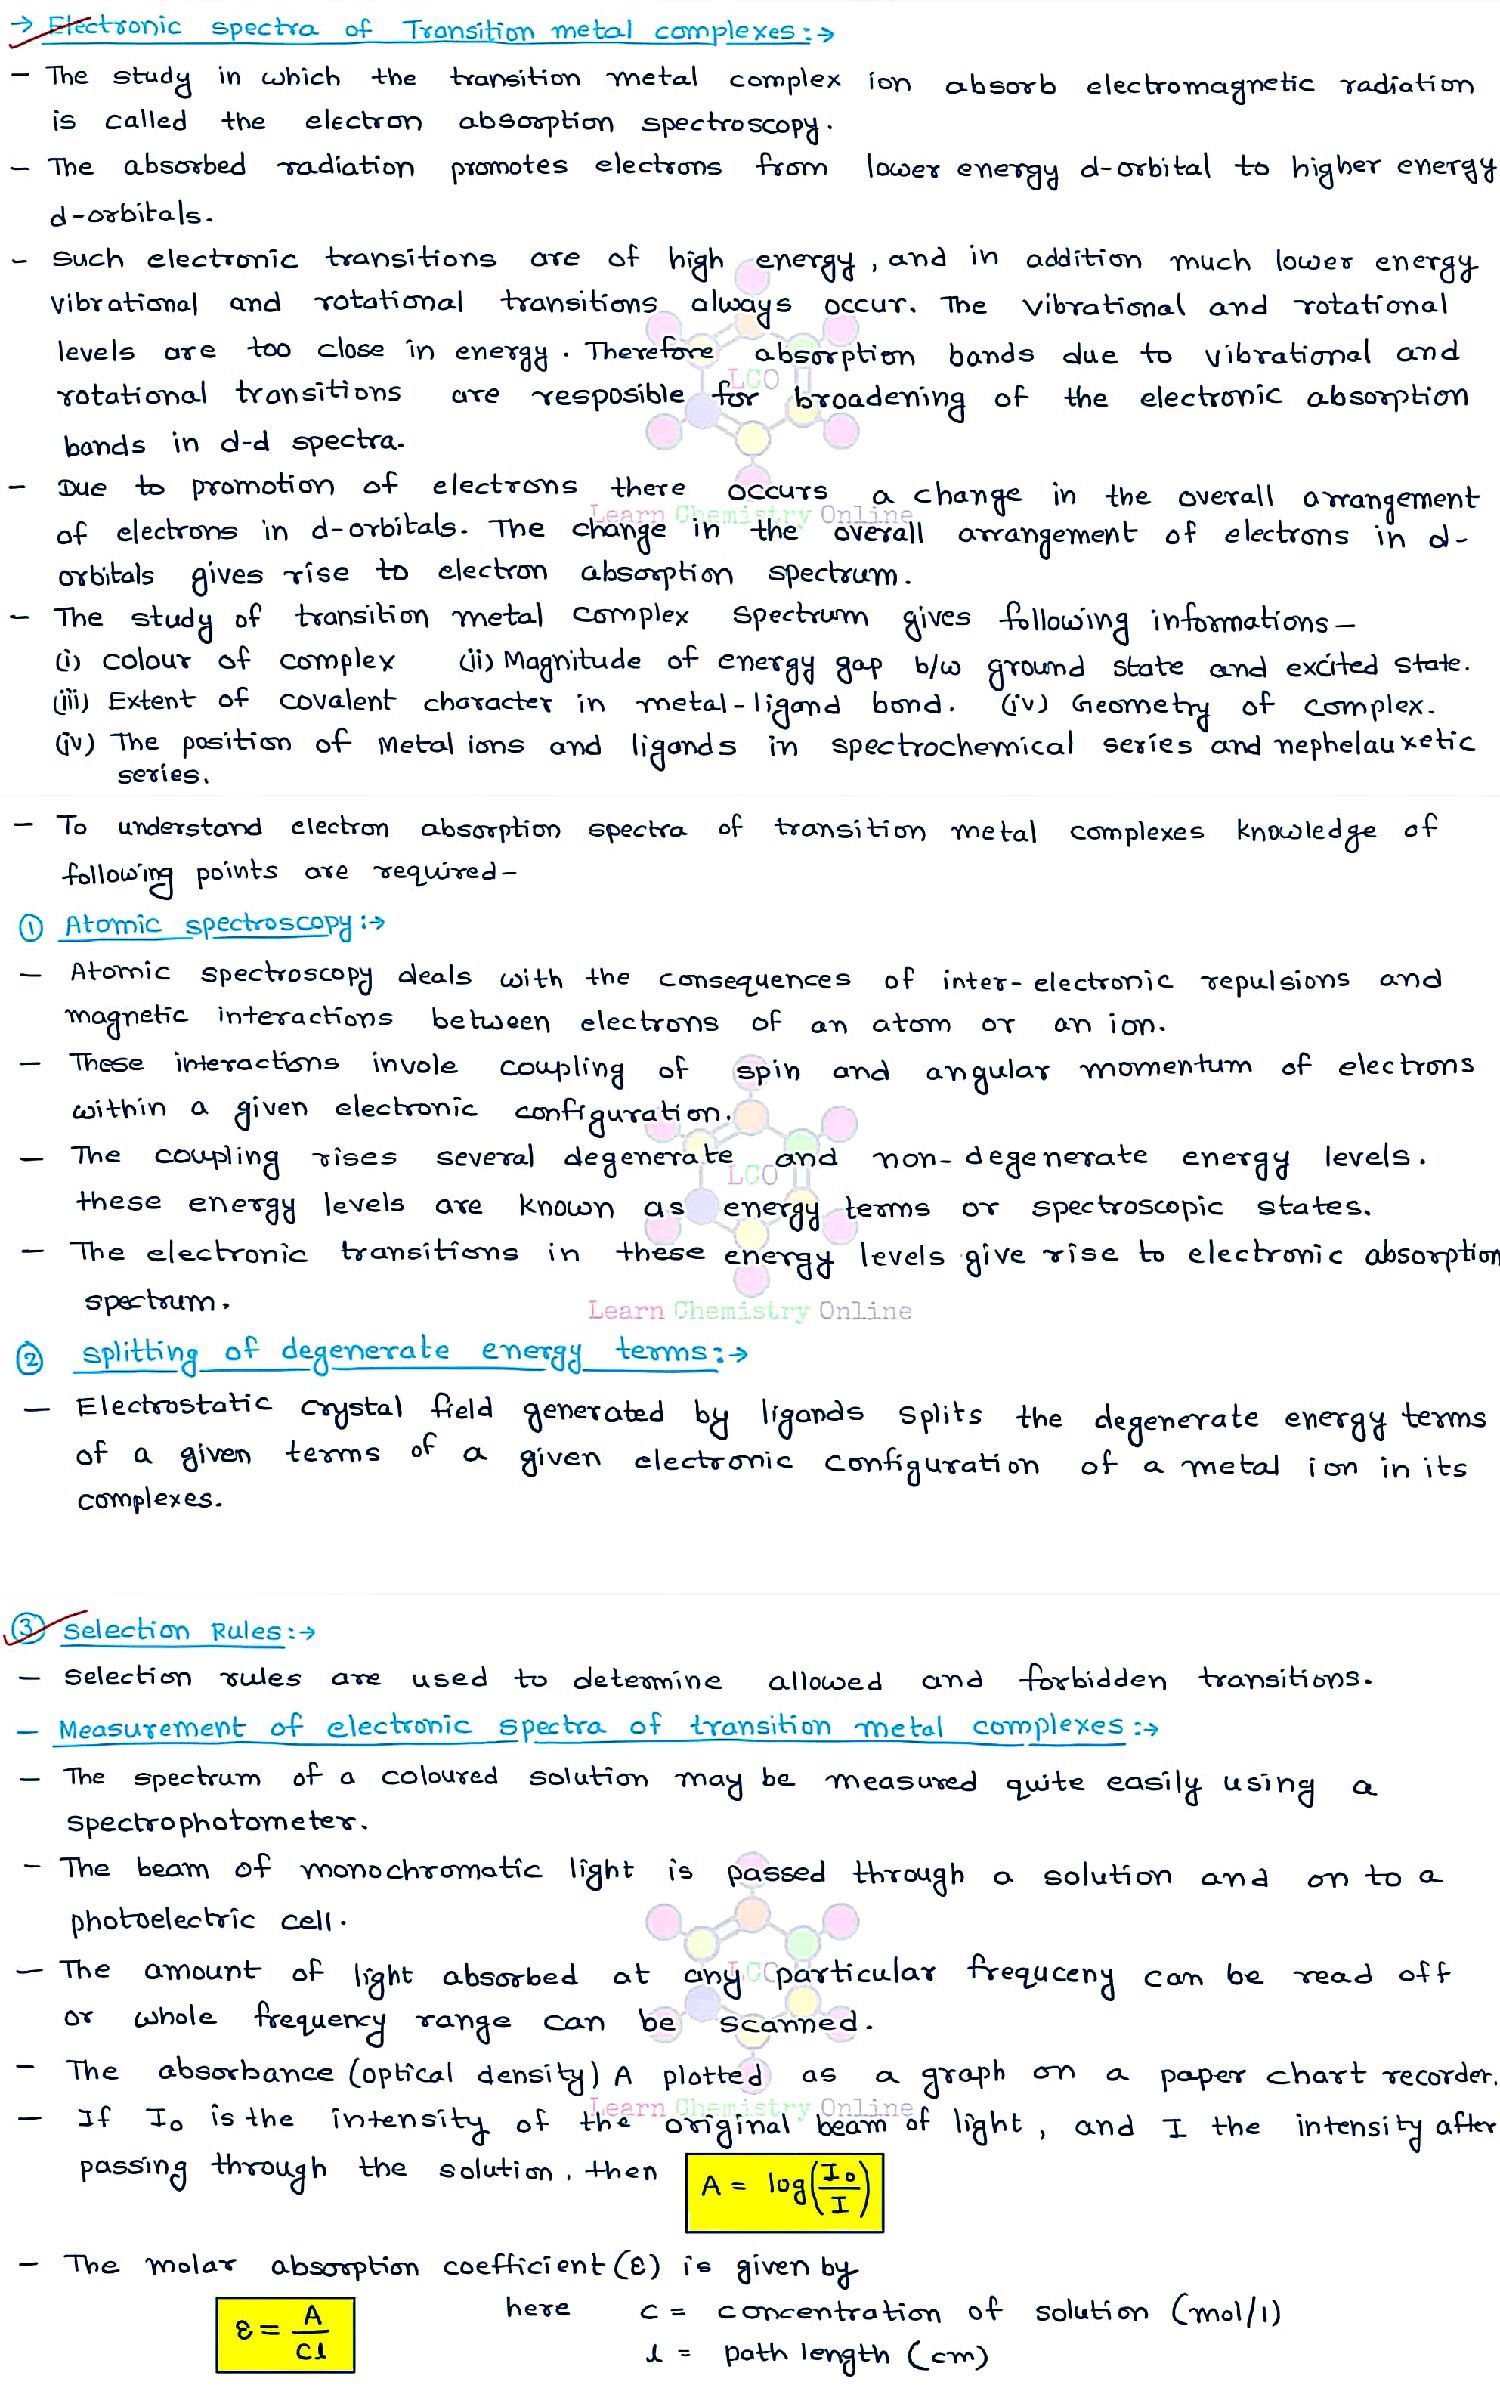 → Electronic spectra of Transition metal complexes:→
- The study in which the transition metal complex ion absorb electromagnetic radiation
is called the electron absorption spectroscopy.
- The absorbed radiation promotes electrons from lower energy d-orbital to higher energy
d-orbitals.
- Such electronic transitions are of high energy, and in addition much lower energy
vibrational and rotational transitions always occur. The vibrational and rotational
levels are too close in energy. Therefore absorption bands due to vibrational and
LCO
rotational transitions are resposible for broadening of the electronic absorption
bands in d-d spectra.
- Due to promotion of electrons there occurs a change in the overall arrangement
Learn Chemistry Online
of electrons in d-orbitals. The change in the overall arrangement of electrons in d-
orbitals gives rise to electron absorption spectrum.
- The study of transition metal complex spectrum gives following informations-
(i) colour of complex (ii) Magnitude of energy gap b/w ground state and excited state.
(iii) Extent of covalent character in metal-ligand bond. (iv) Geometry of complex.
(iv) The position of Metal ions and ligands in spectrochemical series and nephelauxetic
series.
- To understand electron absorption spectra of transition metal complexes knowledge of
following points are required-
① Atomic spectroscopy:→
- Atomic spectroscopy deals with the consequences of inter-electronic repulsions and
magnetic interactions between electrons of an atom or an ion.
- These interactions invole coupling of spin and angular momentum of electrons
within a given electronic configuration.
- The coupling rises several degenerate and non-degenerate energy levels.
LCO
these energy levels are known as energy terms or spectroscopic states.
- The electronic transitions in these energy levels give rise to electronic absorption
spectrum.
Learn Chemistry Online
② splitting of degenerate energy terms:→
- Electrostatic crystal field generated by ligands splits the degenerate energy terms
of a given terms of a given electronic configuration of a metal ion in its
complexes.
③ Selection Rules:→
- Selection rules are used to determine allowed and forbidden transitions.
- Measurement of electronic spectra of transition metal complexes:→
- The spectrum of a coloured solution may be measured quite easily using a
spectrophotometer.
- The beam of monochromatic light is passed through a solution and on to a
photoelectric cell.
- The amount of light absorbed at any particular frequceny can be read off
LCO
or whole frequency range can be scanned.
- The absorbance (optical density) A plotted as a graph on a paper chart recorder.
Learn Chemistry Online
- If I₀ is the intensity of the original beam of light, and I the intensity after
passing through the solution, then A = log(I₀/I)
- The molar absorption coefficient (ε) is given by
ε = A/cl here c = concentration of solution (mol/l)
l = path length (cm)